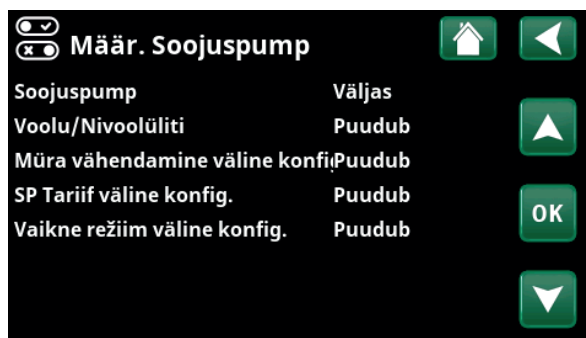 Määr. Soojuspump
Soojuspump Väljas
Voolu/Nivoolüliti Puudub
Müra vähendamine väline konfi Puudub
SP Tariif väline konfig. Puudub
Vaikne režiim väline konfig. Puudub
OK